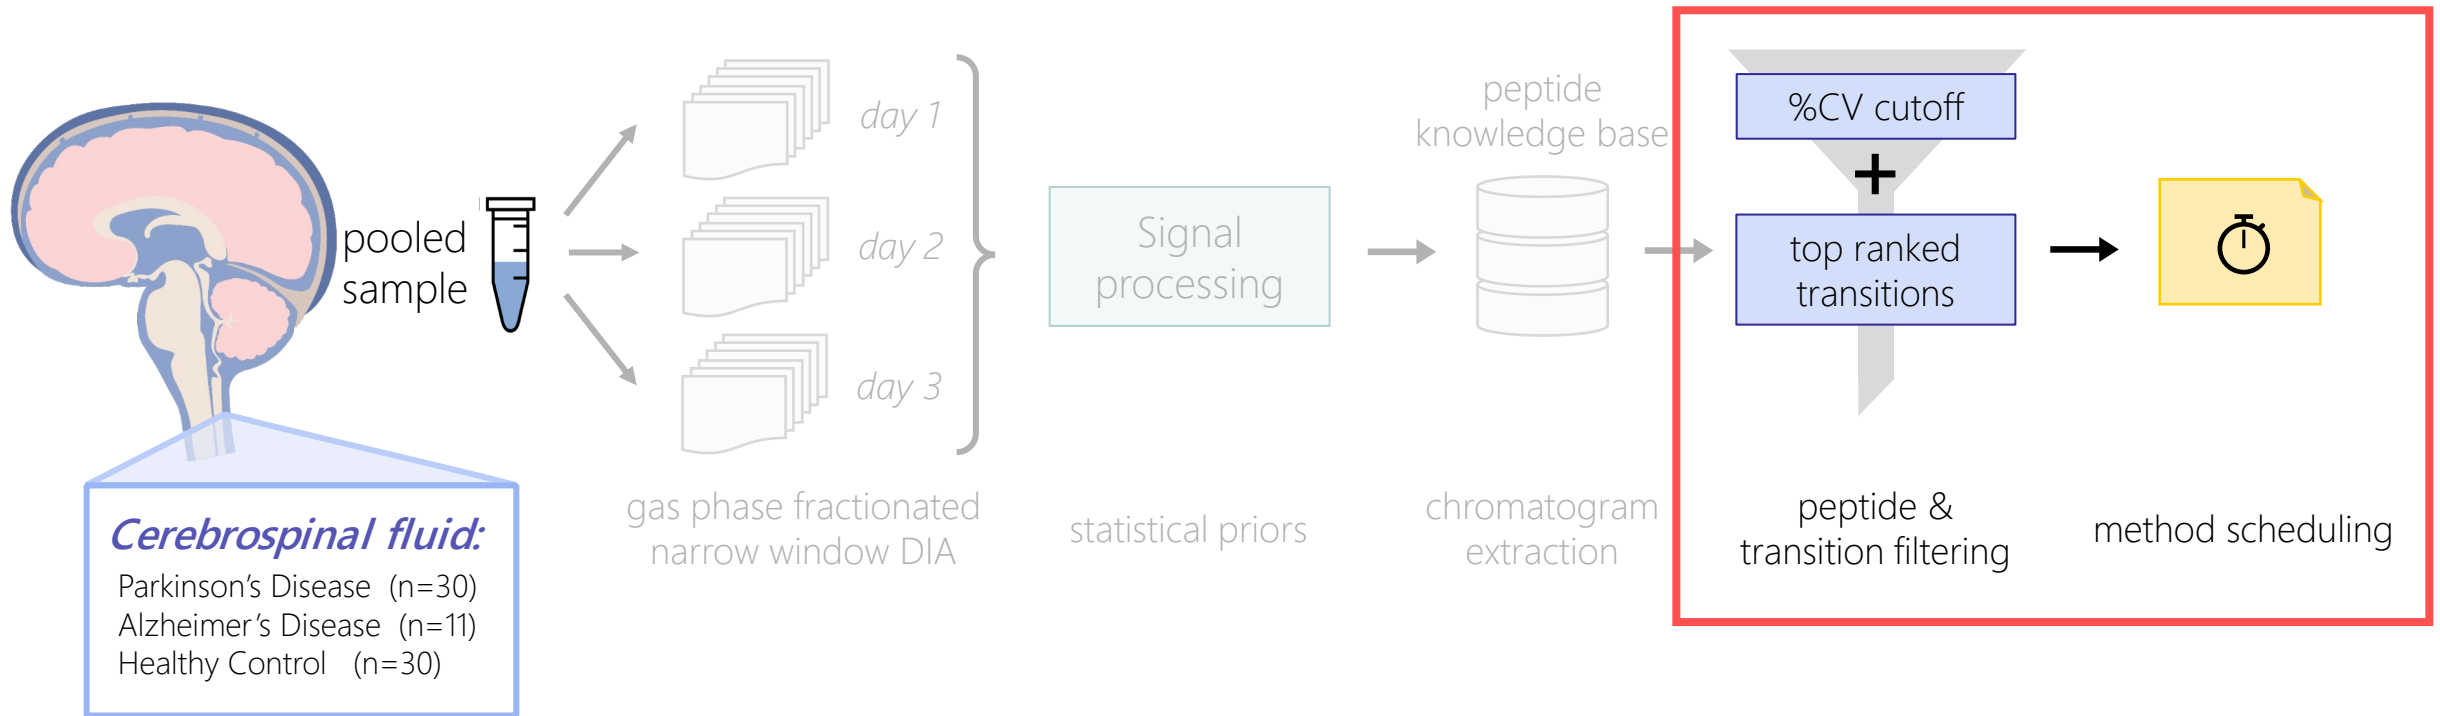 pooled
sample
Cerebrospinal fluid:
Parkinson's Disease (n=30)
Alzheimer's Disease (n=11)
Healthy Control (n=30)
day 1
day 2
day 3
gas phase fractionated
narrow window DIA
Signal
processing
statistical priors
peptide
knowledge base
chromatogram
extraction
%CV cutoff
+
top ranked
transitions
peptide &
transition filtering
method scheduling